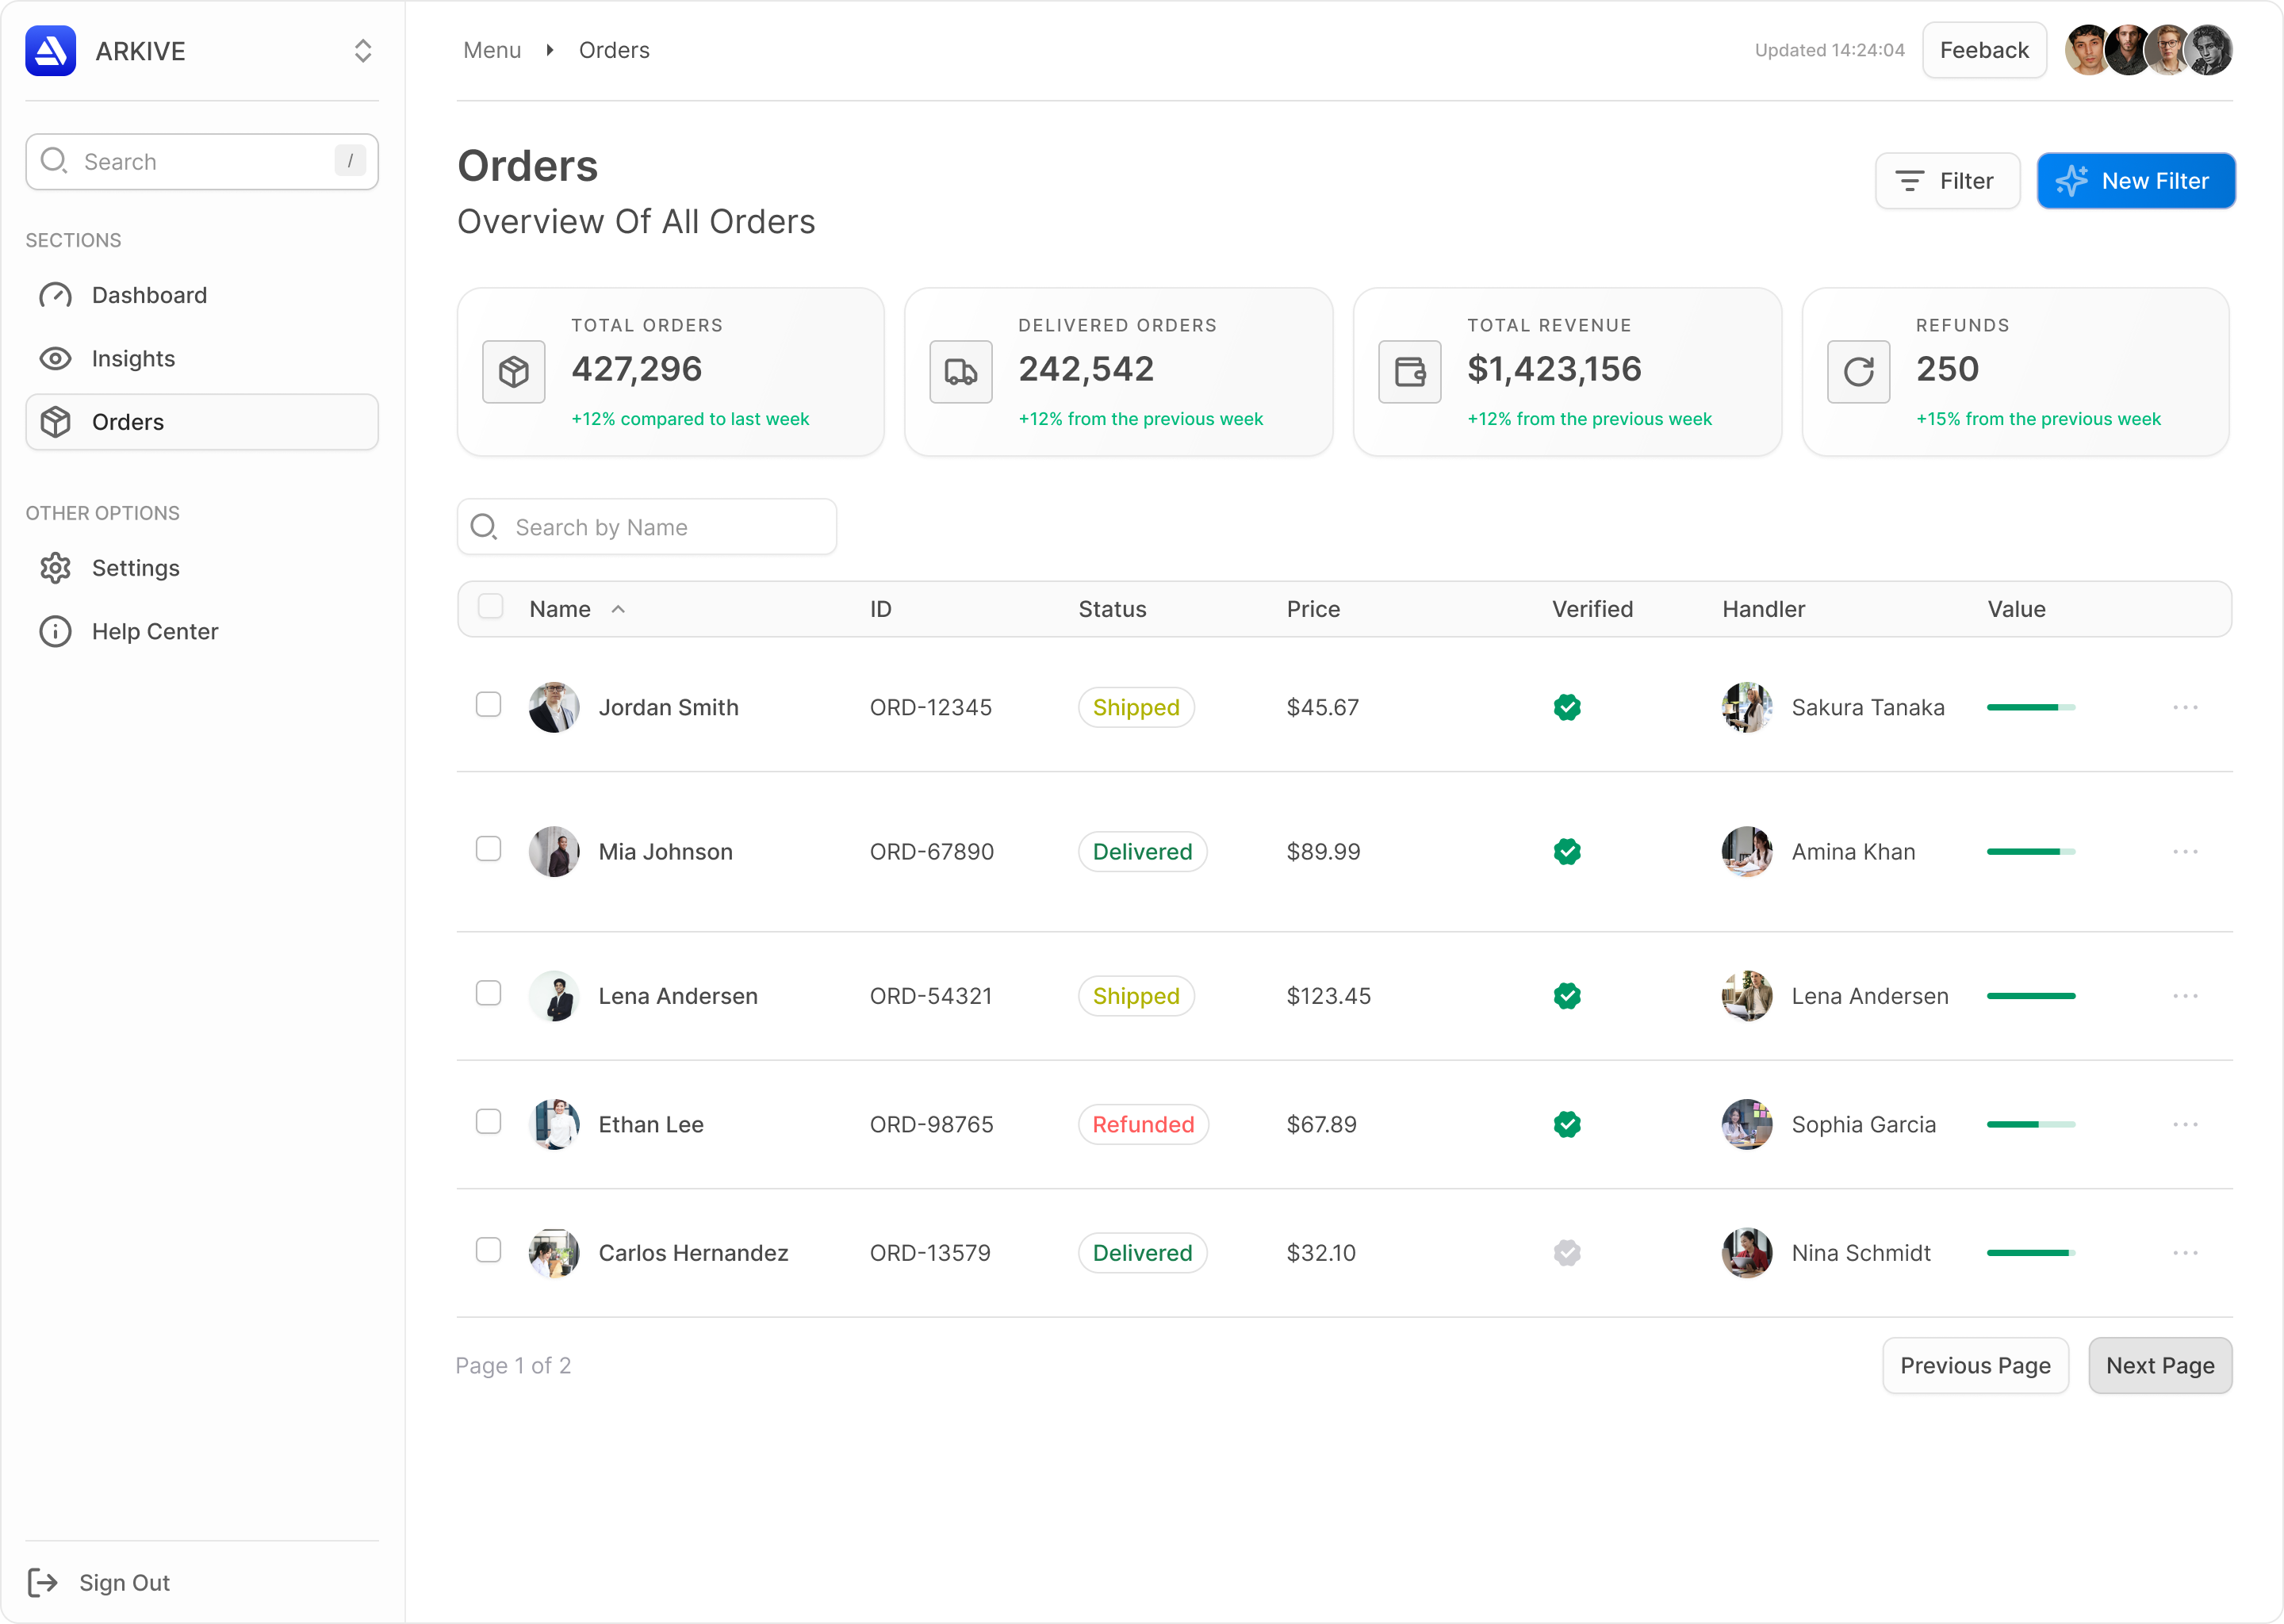 ARKIVE
Search /
SECTIONS
Dashboard
Insights
Orders
OTHER OPTIONS
Settings
Help Center
Sign Out
Menu Orders
Updated 14:24:04 Feeback
Orders
Overview Of All Orders
Filter New Filter
TOTAL ORDERS
427,296
+12% compared to last week
DELIVERED ORDERS
242,542
+12% from the previous week
TOTAL REVENUE
$1,423,156
+12% from the previous week
REFUNDS
250
+15% from the previous week
Search by Name
Name ID Status Price Verified Handler Value
Jordan Smith ORD-12345 Shipped $45.67 Sakura Tanaka
Mia Johnson ORD-67890 Delivered $89.99 Amina Khan
Lena Andersen ORD-54321 Shipped $123.45 Lena Andersen
Ethan Lee ORD-98765 Refunded $67.89 Sophia Garcia
Carlos Hernandez ORD-13579 Delivered $32.10 Nina Schmidt
Page 1 of 2 Previous Page Next Page